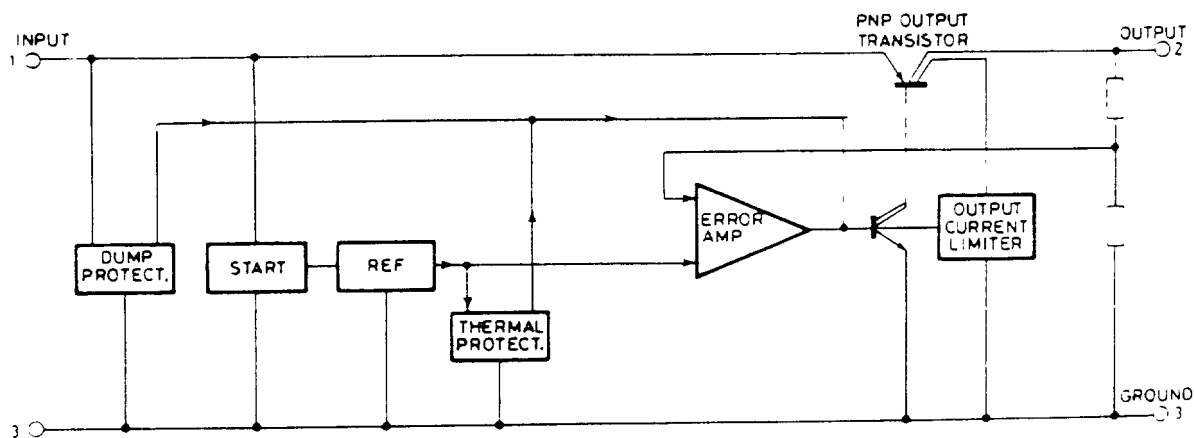 PNP OUTPUT
TRANSISTOR
INPUT
1
OUTPUT
2
DUMP
PROTECT.
START
REF
THERMAL
PROTECT.
ERROR
AMP
OUTPUT
CURRENT
LIMITER
GROUND
3
3